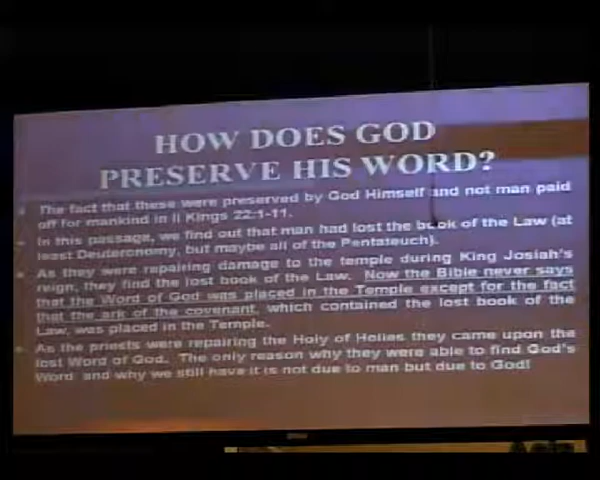 HOW DOES GOD
PRESERVE HIS WORD?
The fact that these were preserved by God Himself and not man paid
off for mankind in II Kings 22:1-11.
In this passage, we find out that man had lost the book of the Law (at
least Deuteronomy, but maybe all of the Pentateuch).
As they were repairing damage to the temple during King Josiah's
reign, they find the lost book of the Law. Now the Bible never says
that the Word of God was placed in the Temple except for the fact
that the ark of the covenant, which contained the lost book of the
Law, was placed in the Temple.
As the priests were repairing the Holy of Holies they came upon the
lost Word of God. The only reason why they were able to find God's
Word and why we still have it is not due to man but due to God!